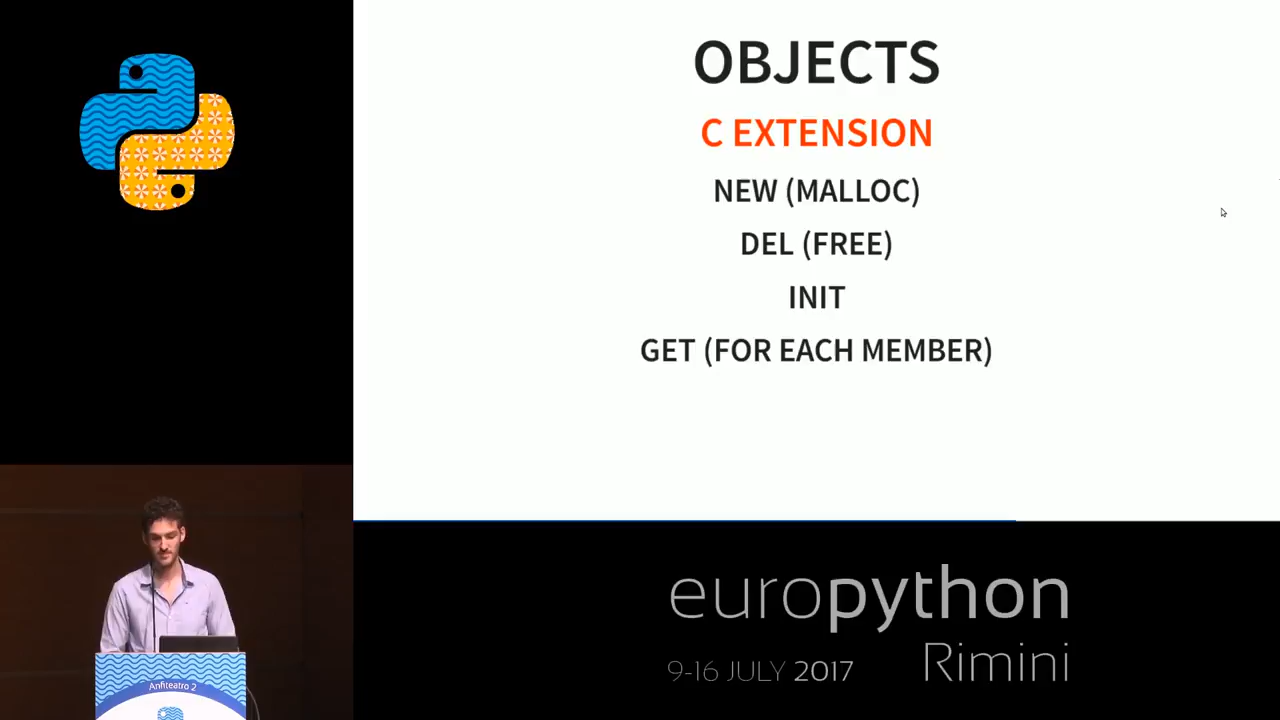 OBJECTS
C EXTENSION
NEW (MALLOC)
DEL (FREE)
INIT
GET (FOR EACH MEMBER)
Anfiteatro 2
europython
9-16 JULY 2017
Rimini